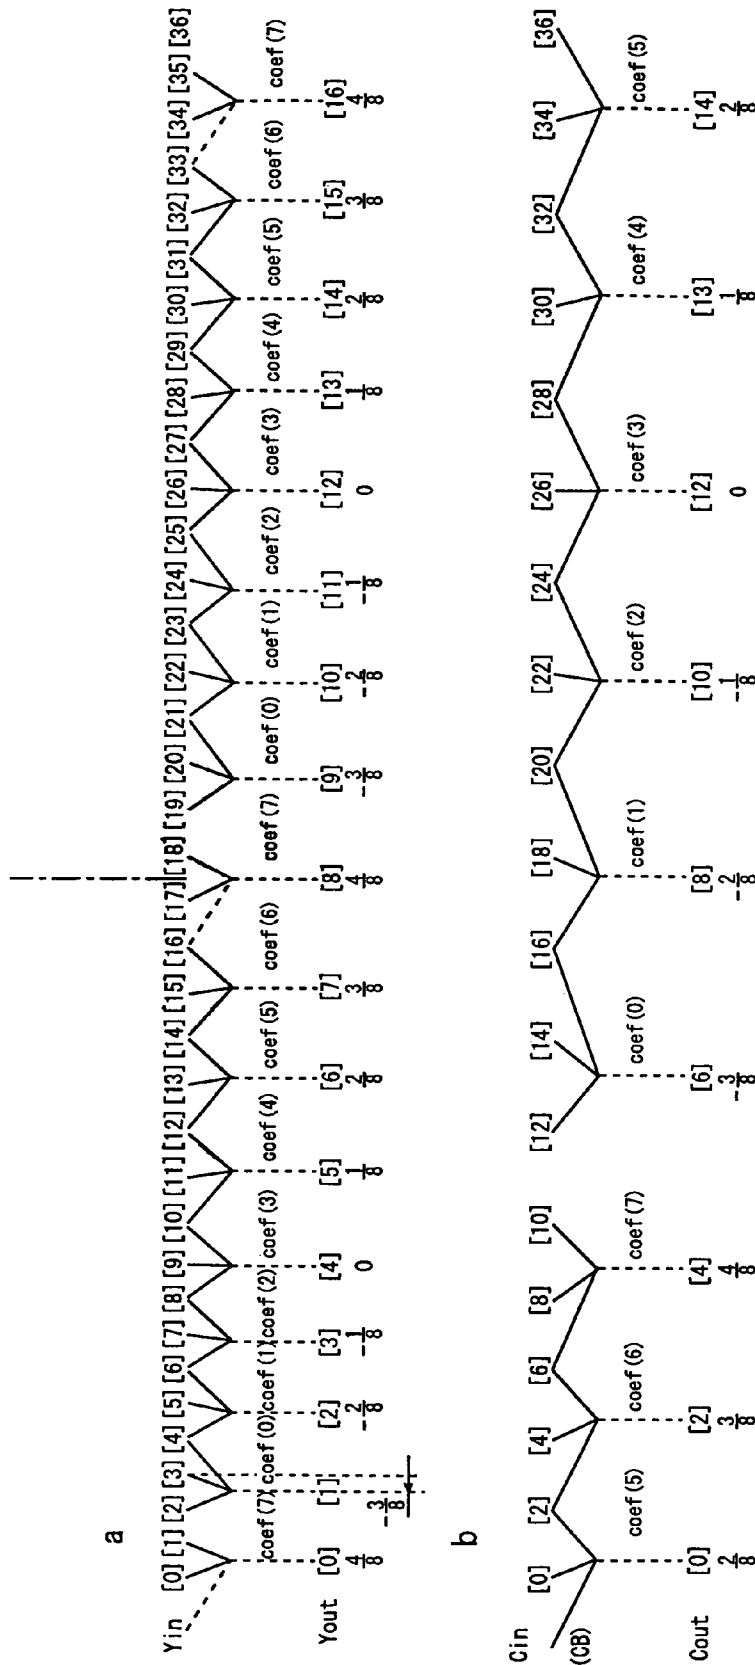 a
Yin [0] [1] [2] [3] [4] [5] [6] [7] [8] [9] [10] [11] [12] [13] [14] [15] [16] [17] [18] [19] [20] [21] [22] [23] [24] [25] [26] [27] [28] [29] [30] [31] [32] [33] [34] [35] [36]
coef(7) coef(0) coef(1) coef(2) coef(3) coef(4) coef(5) coef(6) coef(7) coef(0) coef(1) coef(2) coef(3) coef(4) coef(5) coef(6) coef(7)
Yout [0] [1] [2] [3] [4] [5] [6] [7] [8] [9] [10] [11] [12] [13] [14] [15] [16]
4/8 -3/8 -2/8 -1/8 0 1/8 2/8 3/8 4/8 -3/8 -2/8 -1/8 0 1/8 2/8 3/8 4/8
b
Cin [0] [2] [4] [6] [8] [10] [12] [14] [16] [18] [20] [22] [24] [26] [28] [30] [32] [34] [36]
(CB)
coef(5) coef(6) coef(7) coef(0) coef(1) coef(2) coef(3) coef(4) coef(5)
Cout [0] [2] [4] [6] [8] [10] [12] [13] [14]
2/8 3/8 4/8 -3/8 -2/8 -1/8 0 1/8 2/8